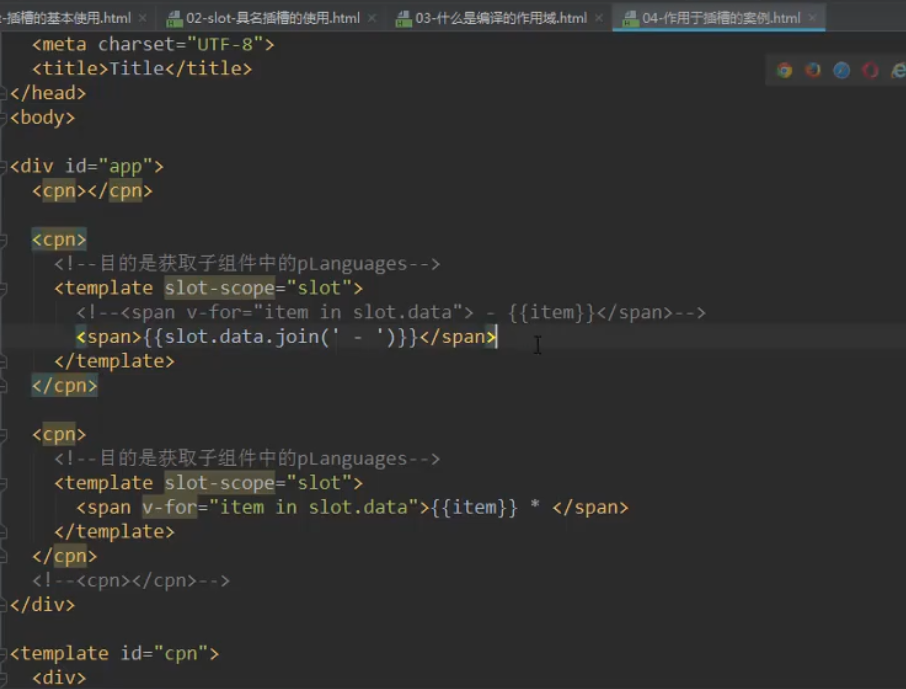 插槽的基本使用.html
02-slot-具名插槽的使用.html
03-什么是编译的作用域.html
04-作用于插槽的案例.html
<meta charset="UTF-8">
<title>Title</title>
</head>
<body>
<div id="app">
<cpn></cpn>
<cpn>
<!--目的是获取子组件中的pLanguages-->
<template slot-scope="slot">
<!--<span v-for="item in slot.data"> - {{item}}</span>-->
<span>{{slot.data.join(' - ')}}</span>
</template>
</cpn>
<cpn>
<!--目的是获取子组件中的pLanguages-->
<template slot-scope="slot">
<span v-for="item in slot.data">{{item}} * </span>
</template>
</cpn>
<!--<cpn></cpn>-->
</div>
<template id="cpn">
<div>